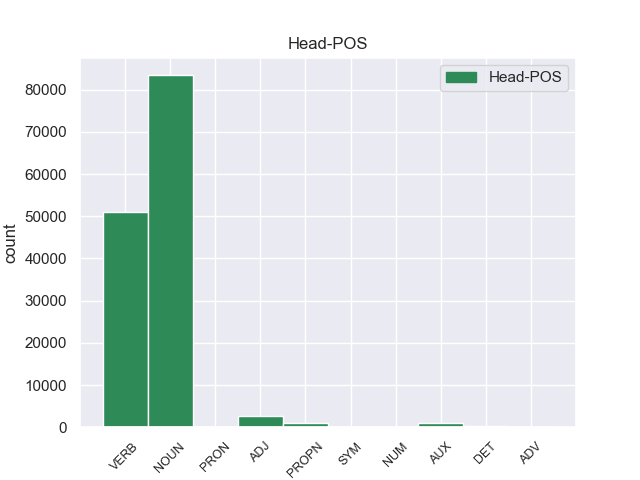 Head-POS
Head-POS
count
80000
70000
60000
50000
40000
30000
20000
10000
0
VERB
NOUN
PRON
ADJ
PROPN
SYM
NUM
AUX
DET
ADV